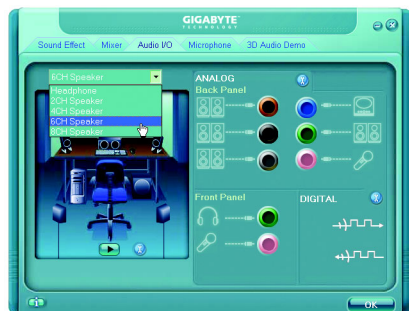 GIGABYTE
TECHNOLOGY
Sound Effect Mixer Audio I/O Microphone 3D Audio Demo
6CH Speaker
Headphone
2CH Speaker
4CH Speaker
6CH Speaker
8CH Speaker
ANALOG
Back Panel
Front Panel
DIGITAL
OK